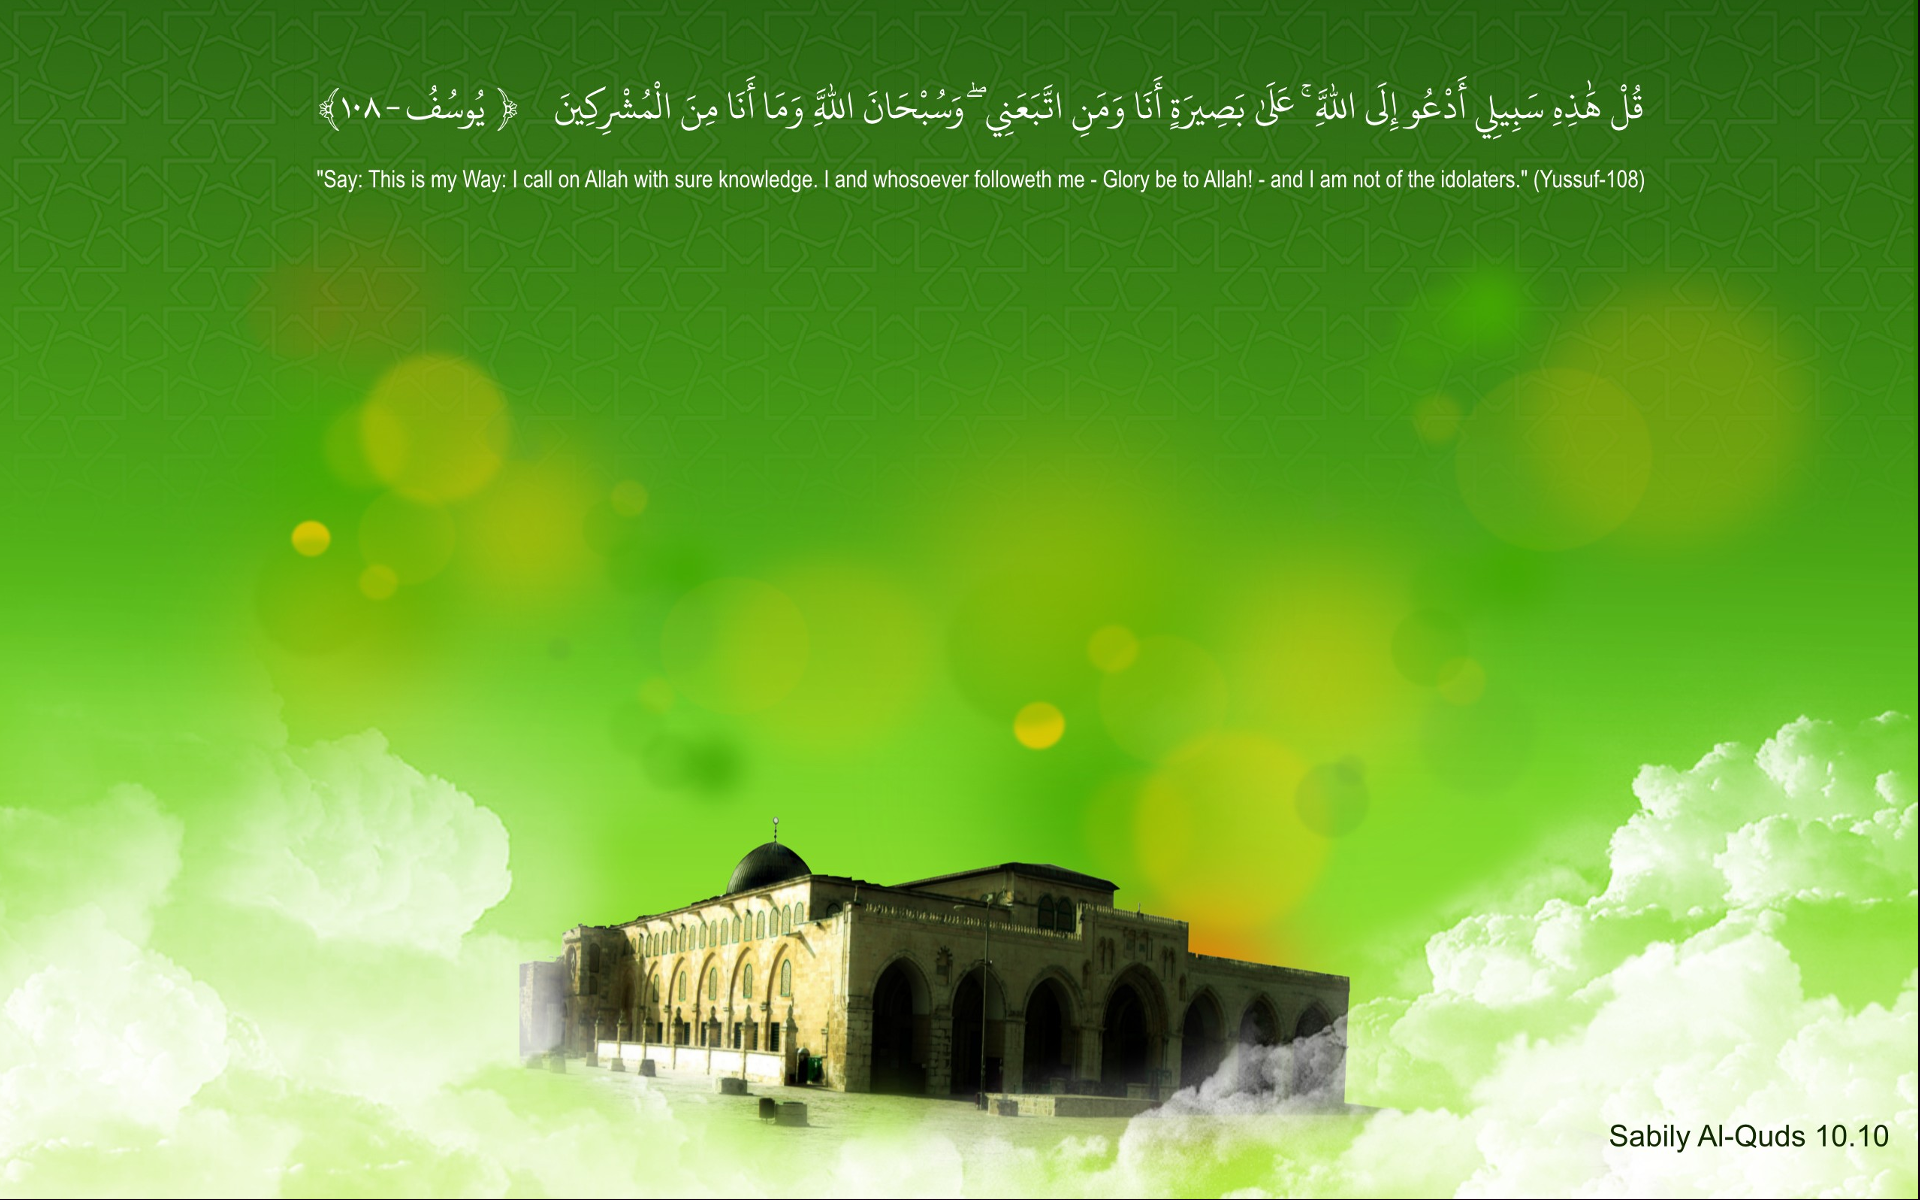 قُلْ هَٰذِهِ سَبِيلِي أَدْعُو إِلَى اللَّهِ ۚ عَلَىٰ بَصِيرَةٍ أَنَا وَمَنِ اتَّبَعَنِي ۖ وَسُبْحَانَ اللَّهِ وَمَا أَنَا مِنَ الْمُشْرِكِينَ ﴿ يُوسُفُ-١٠٨﴾
"Say: This is my Way: I call on Allah with sure knowledge. I and whosoever followeth me - Glory be to Allah! - and I am not of the idolaters." (Yussuf-108)
Sabily Al-Quds 10.10